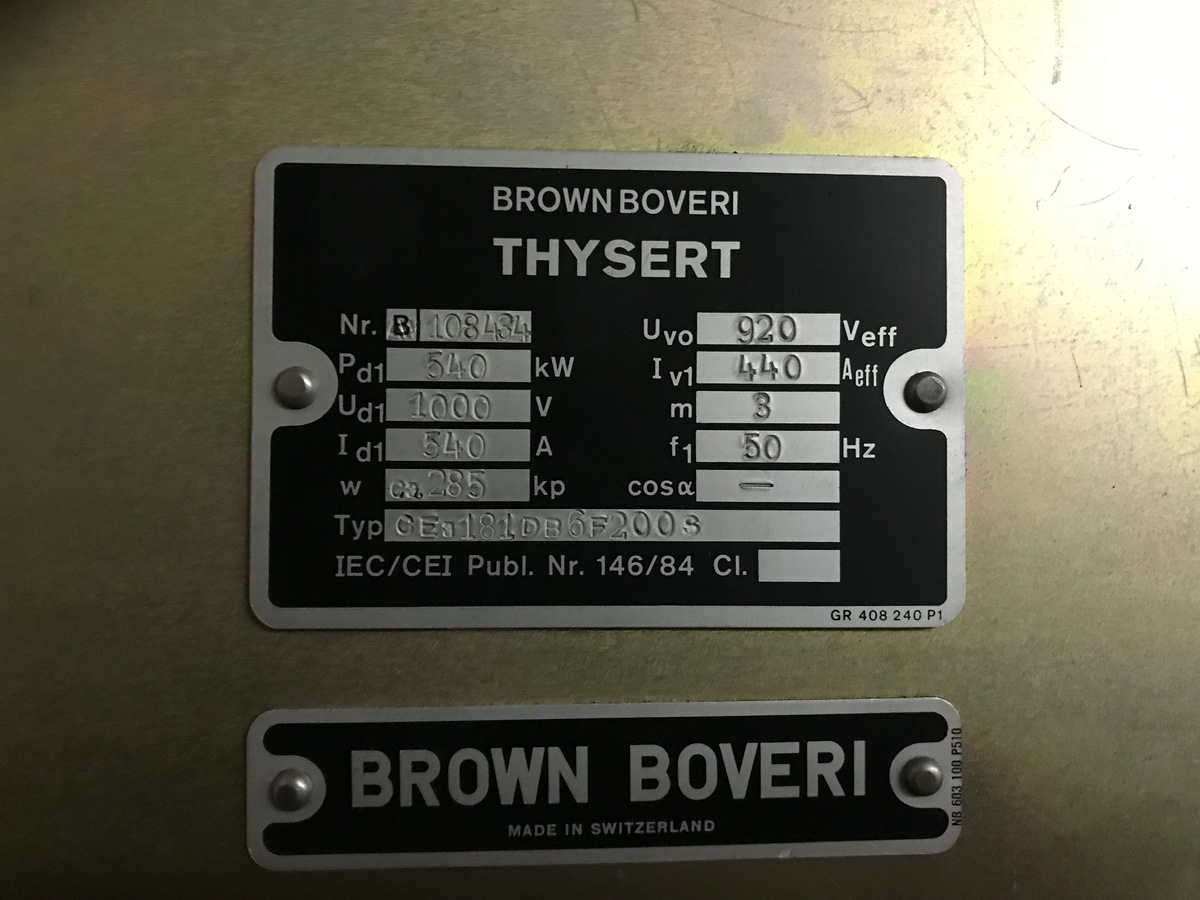 BROWN BOVERI
THYSERT
Nr. B 108434 Uvo 920 Veff
Pd1 540 kW Iv1 440 Aeff
Ud1 1000 V m 3
Id1 540 A f1 50 Hz
w ca. 285 kp cosα —
Typ CEa181DB6F200S
IEC/CEI Publ. Nr. 146/84 Cl.
GR 408 240 P1
BROWN BOVERI
MADE IN SWITZERLAND
NB 603 100 P510